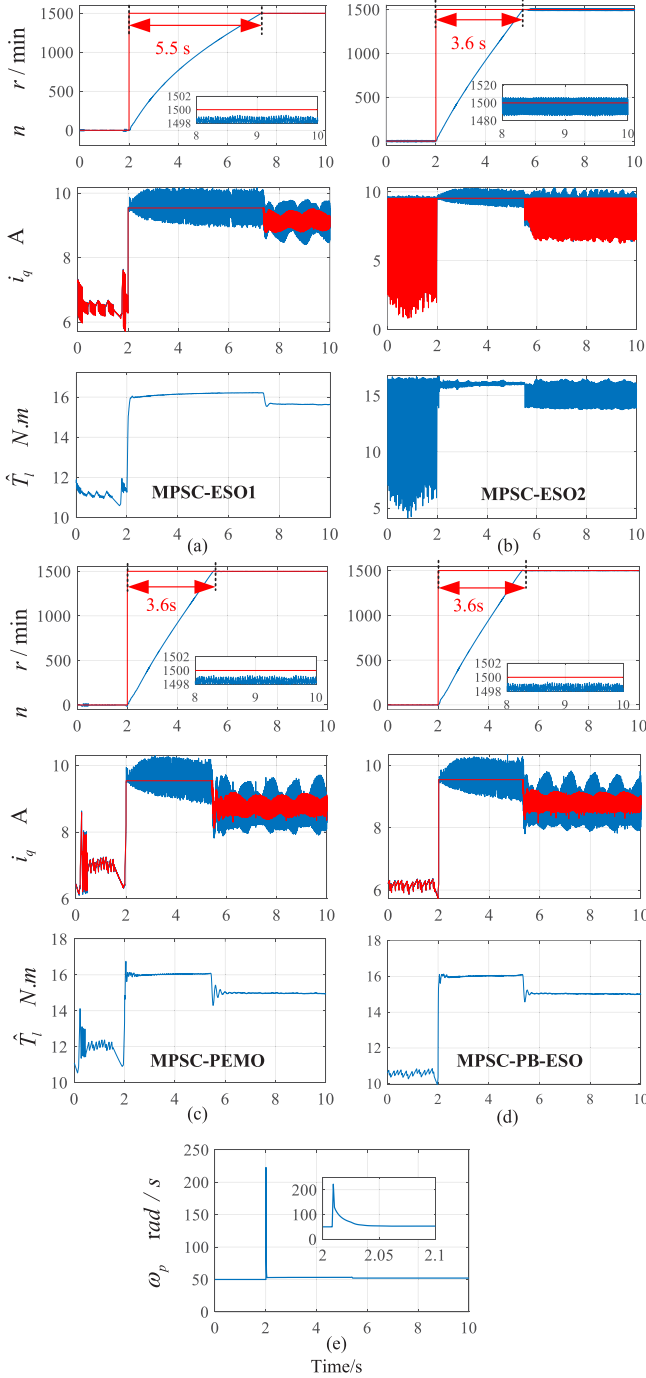 1500
1000
500
0
n r / min
5.5 s
1502
1500
1498
8 9 10
0 2 4 6 8 10
1500
1000
500
0
3.6 s
1520
1500
1480
8 9 10
0 2 4 6 8 10
10
8
6
i_q A
0 2 4 6 8 10
10
5
0
0 2 4 6 8 10
16
14
12
10
T̂_l N.m
MPSC-ESO1
0 2 4 6 8 10
(a)
15
10
5
MPSC-ESO2
0 2 4 6 8 10
(b)
1500
1000
500
0
n r / min
3.6s
1502
1500
1498
8 9 10
0 2 4 6 8 10
1500
1000
500
0
3.6s
1502
1500
1498
8 9 10
0 2 4 6 8 10
10
8
6
i_q A
0 2 4 6 8 10
10
8
6
0 2 4 6 8 10
18
16
14
12
10
T̂_l N.m
MPSC-PEMO
0 2 4 6 8 10
(c)
18
16
14
12
10
MPSC-PB-ESO
0 2 4 6 8 10
(d)
250
200
150
100
50
0
ω_p rad / s
200
100
0
2 2.05 2.1
0 2 4 6 8 10
(e)
Time/s